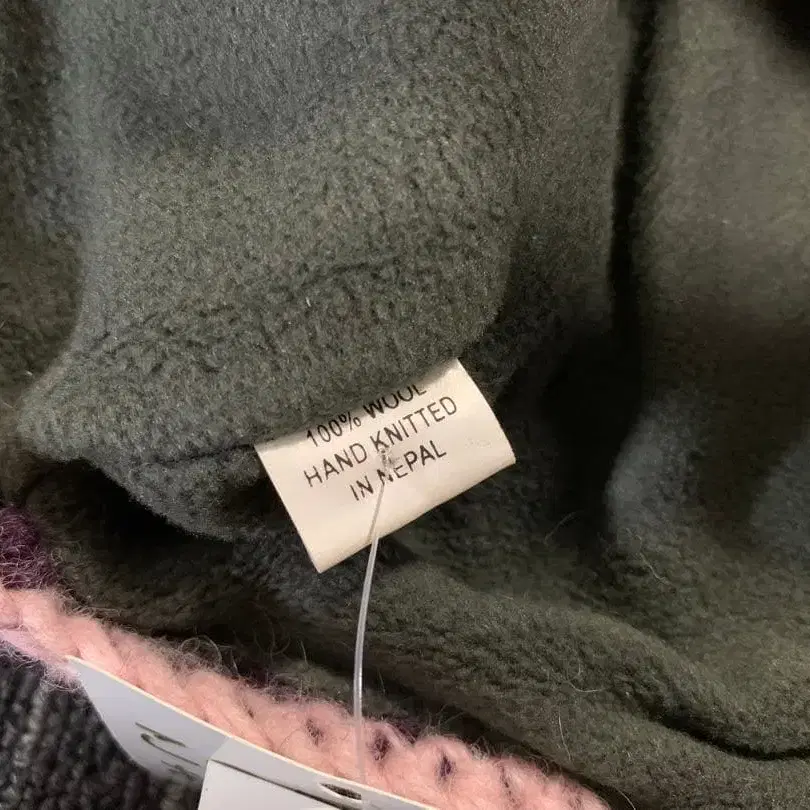 100% WOOL
HAND KNITTED
IN NEPAL